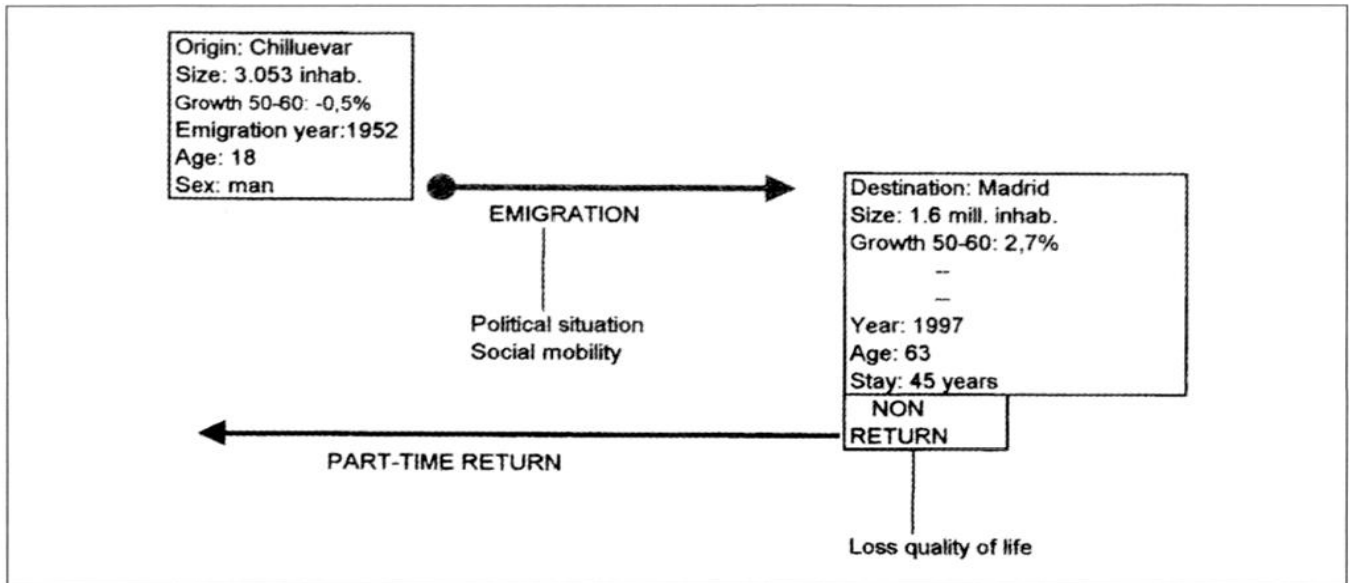 Origin: Chilluevar
Size: 3.053 inhab.
Growth 50-60: -0,5%
Emigration year:1952
Age: 18
Sex: man
EMIGRATION
Political situation
Social mobility
Destination: Madrid
Size: 1.6 mill. inhab.
Growth 50-60: 2,7%
--
--
Year: 1997
Age: 63
Stay: 45 years
NON
RETURN
PART-TIME RETURN
Loss quality of life